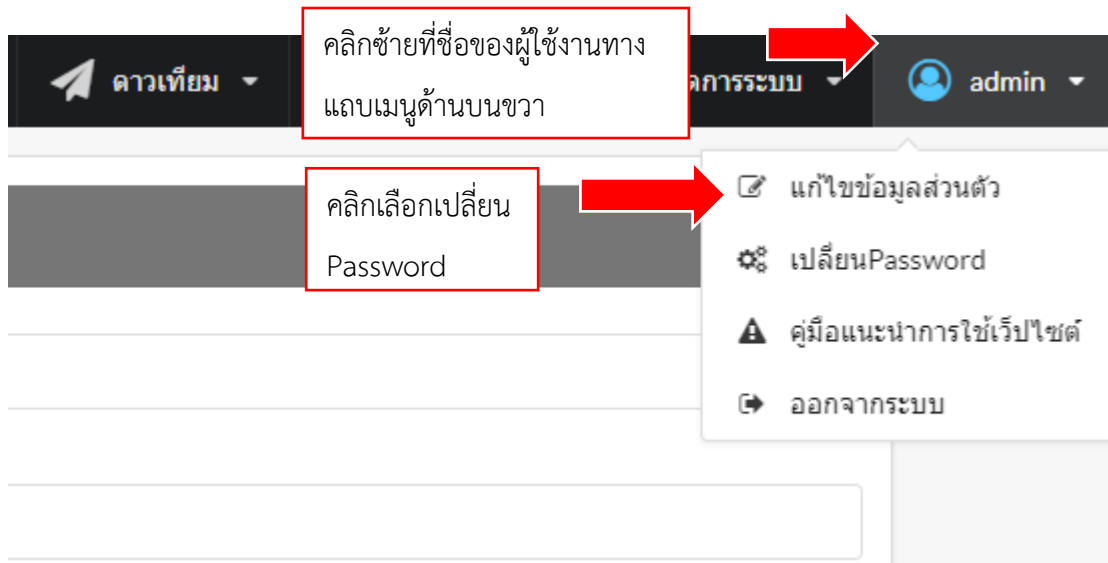 คลิกซ้ายที่ชื่อของผู้ใช้งานทาง
แถบเมนูด้านบนขวา
ดาวเทียม
ดการระบบ
admin
คลิกเลือกเปลี่ยน
Password
แก้ไขข้อมูลส่วนตัว
เปลี่ยนPassword
คู่มือแนะนำการใช้เว็ปไซต์
ออกจากระบบ